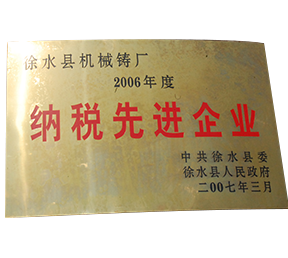 徐水县机械铸厂
2006年度
纳税先进企业
中共徐水县委
徐水县人民政府
二00七年三月